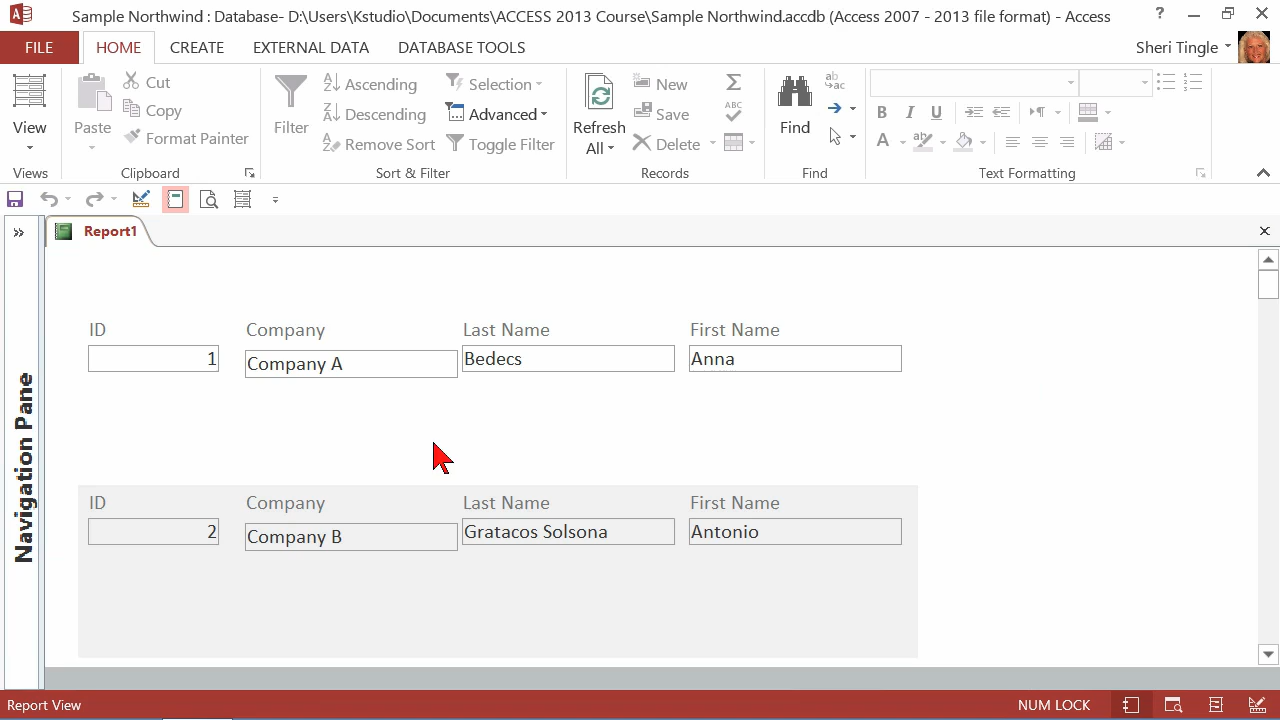 Sample Northwind : Database- D:\Users\Kstudio\Documents\ACCESS 2013 Course\Sample Northwind.accdb (Access 2007 - 2013 file format) - Access
?
FILE HOME CREATE EXTERNAL DATA DATABASE TOOLS Sheri Tingle
View
Views
Paste
Cut
Copy
Format Painter
Clipboard
Filter
Ascending
Descending
Remove Sort
Selection
Advanced
Toggle Filter
Sort & Filter
Refresh
All
New
Save
Delete
Σ
ABC
Records
Find
ab
ac
Find
B I U
A ab
Text Formatting
Report1
Navigation Pane
ID Company Last Name First Name
1 Company A Bedecs Anna
ID Company Last Name First Name
2 Company B Gratacos Solsona Antonio
Report View NUM LOCK